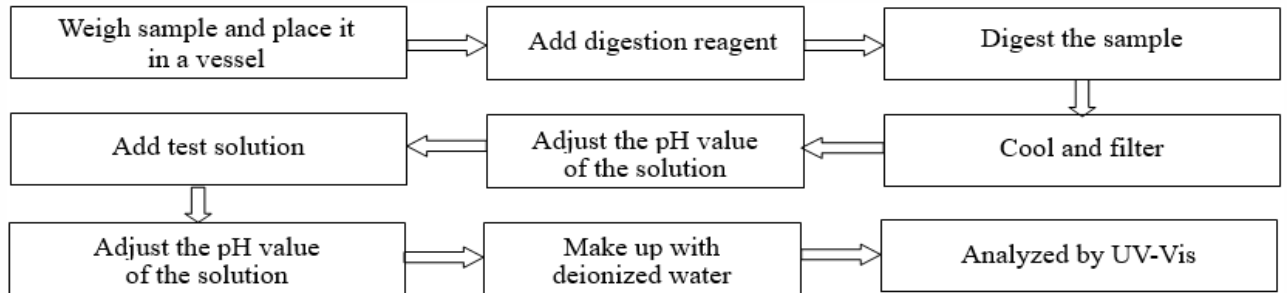 Weigh sample and place it
in a vessel
Add digestion reagent
Digest the sample
Cool and filter
Adjust the pH value
of the solution
Add test solution
Adjust the pH value
of the solution
Make up with
deionized water
Analyzed by UV-Vis